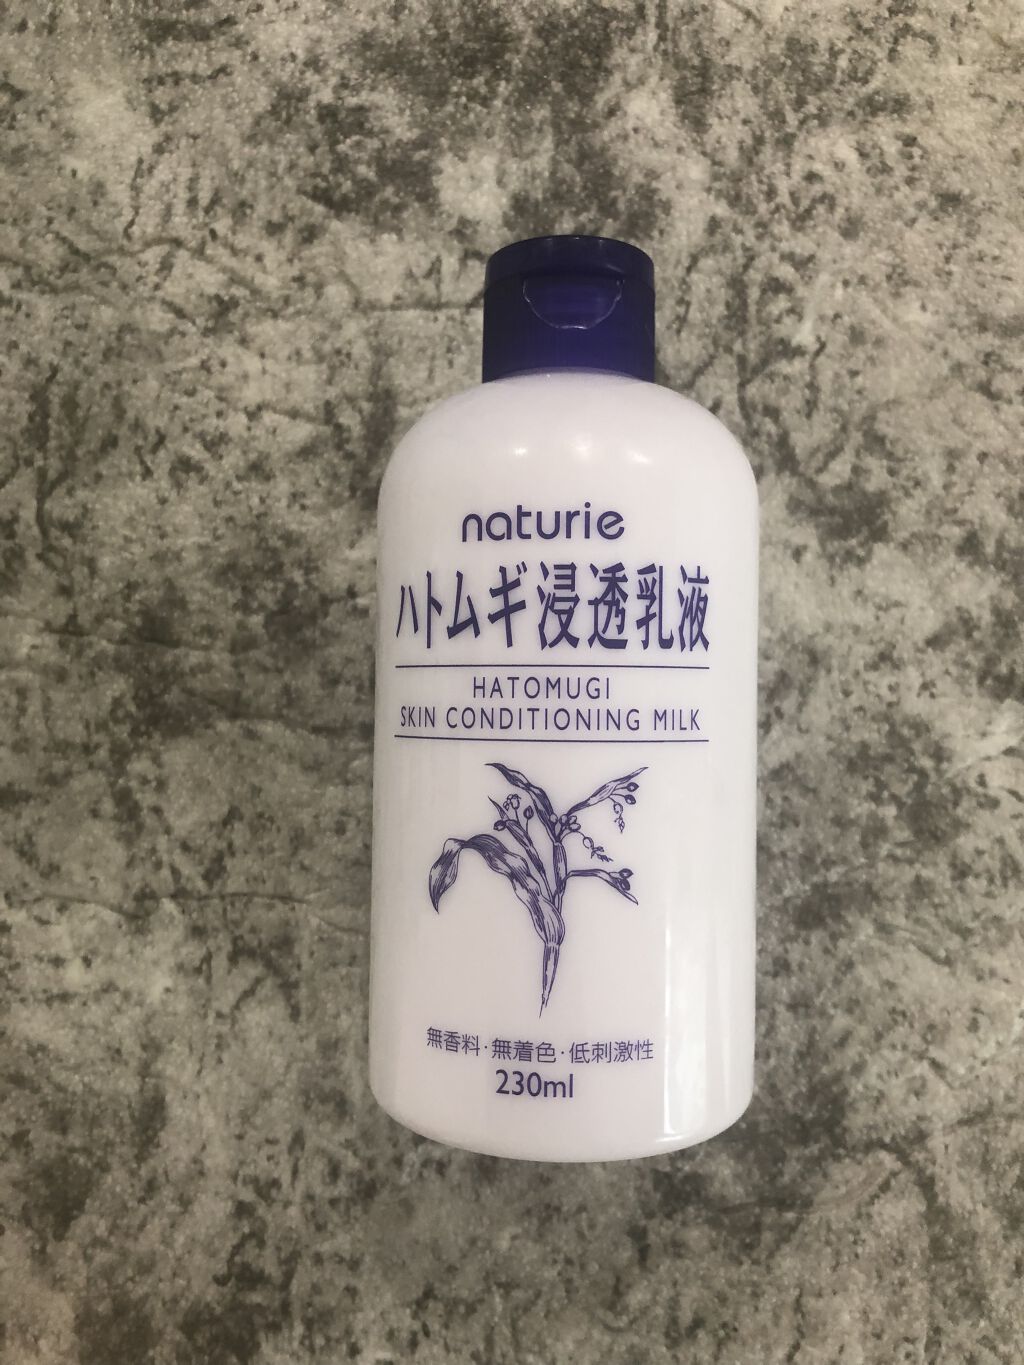 naturie
ハトムギ浸透乳液
HATOMUGI
SKIN CONDITIONING MILK
無香料・無着色・低刺激性
230ml